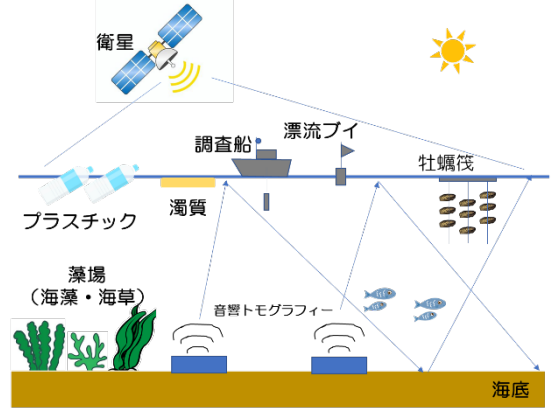 衛星
調査船
漂流ブイ
牡蠣筏
プラスチック
濁質
藻場
（海藻・海草）
音響トモグラフィー
海底